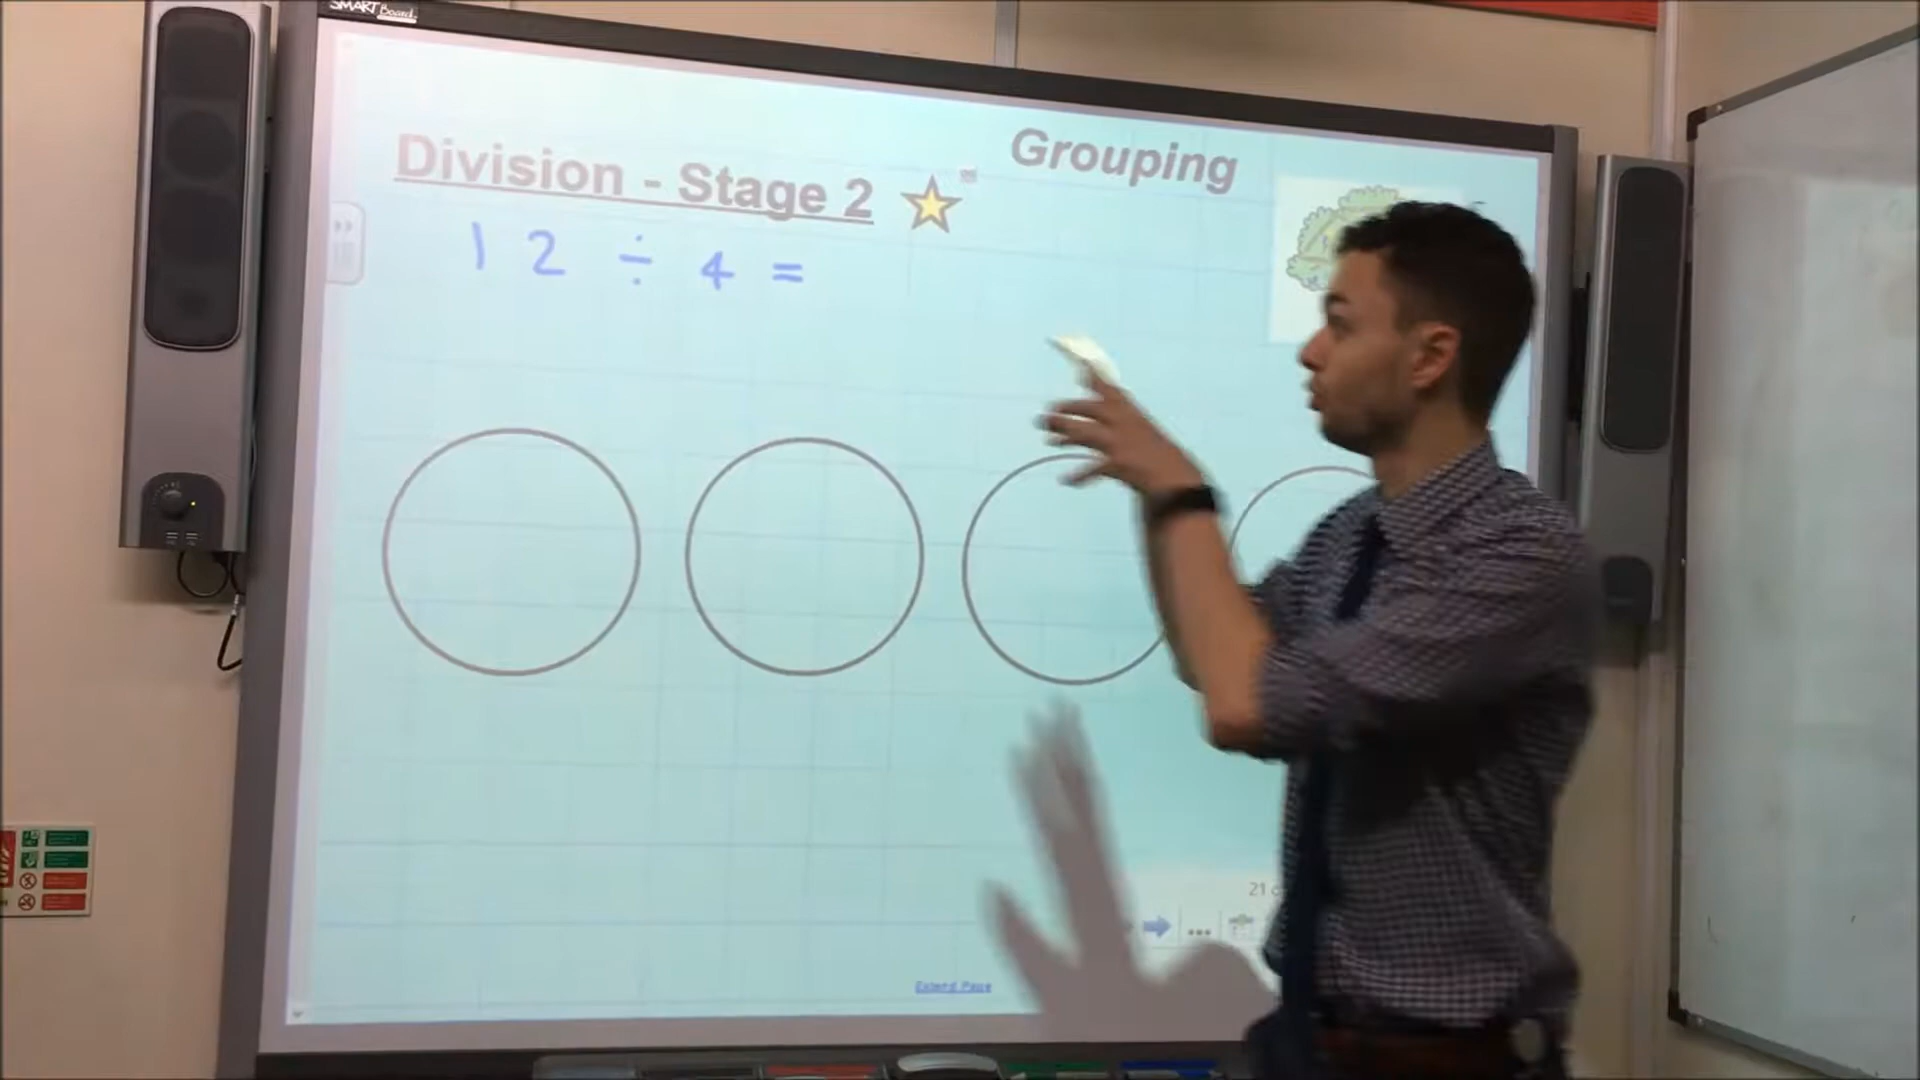 SMART Board
Grouping
Division - Stage 2
12 ÷ 4 =
21
...
Extend Page